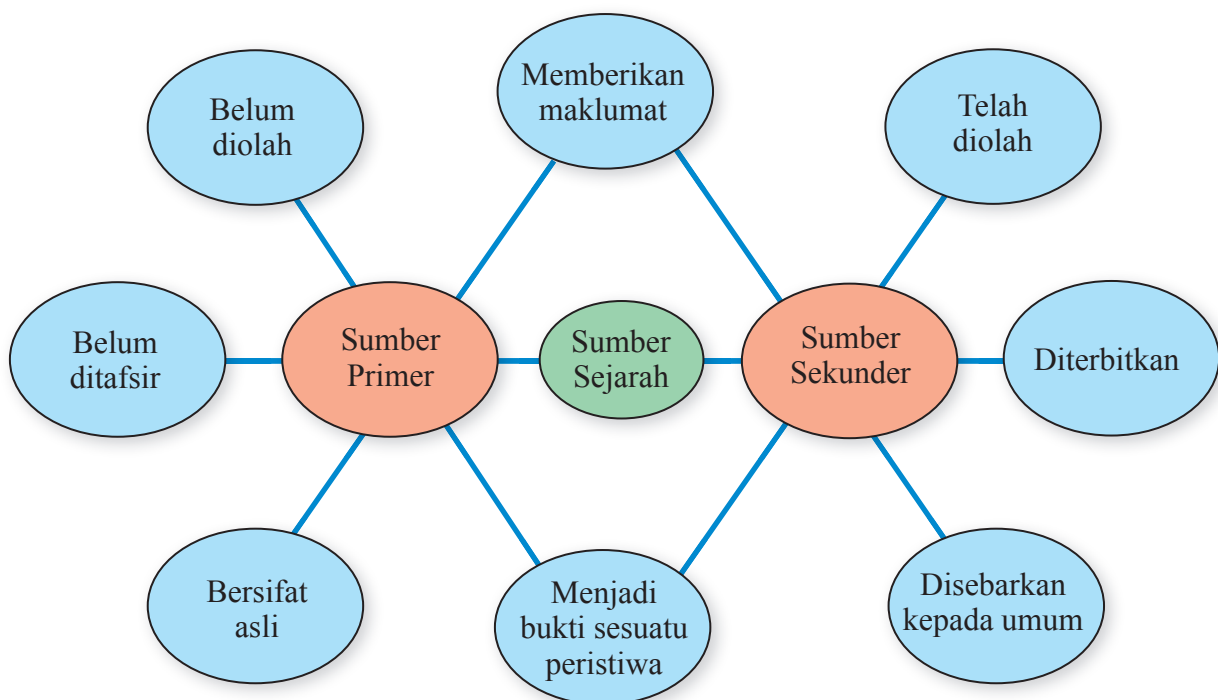 Memberikan
maklumat
Belum
diolah
Telah
diolah
Belum
ditafsir
Sumber
Primer
Sumber
Sejarah
Sumber
Sekunder
Diterbitkan
Bersifat
asli
Menjadi
bukti sesuatu
peristiwa
Disebarkan
kepada umum